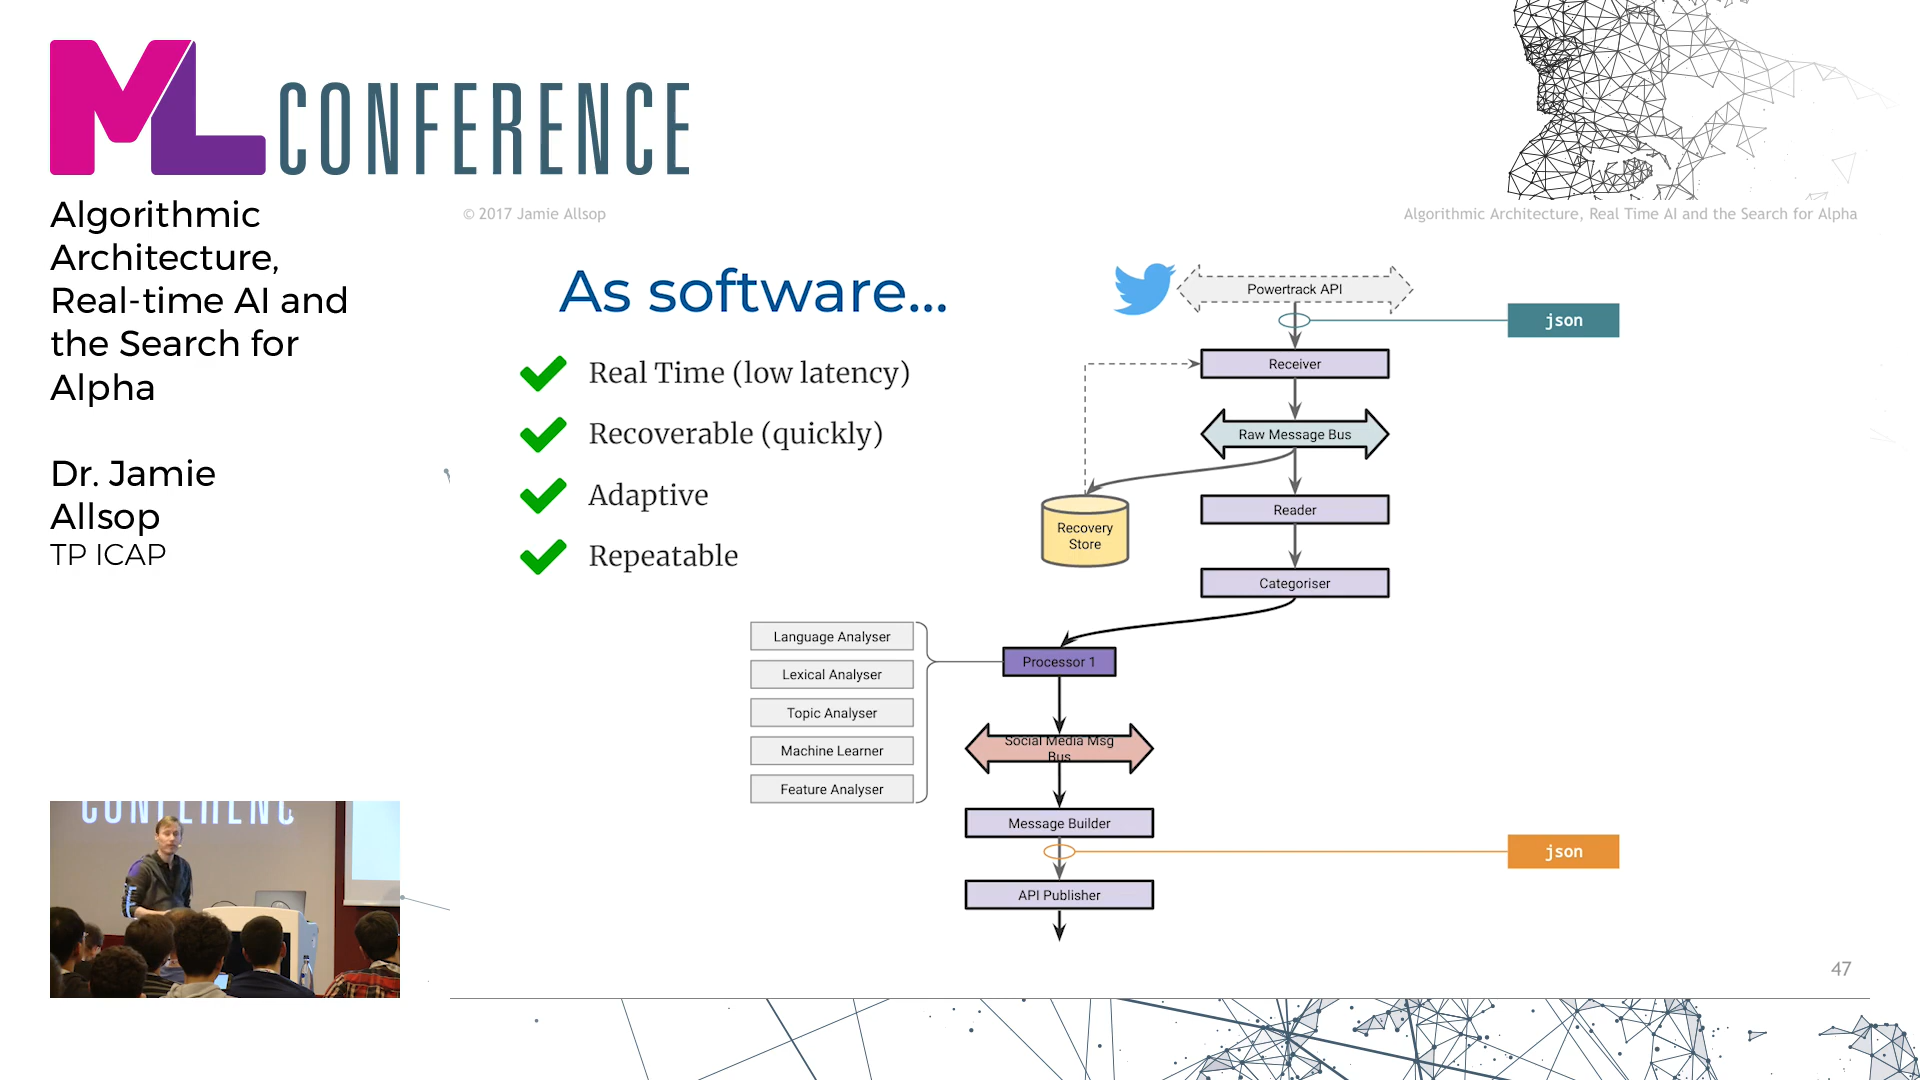 ML CONFERENCE
Algorithmic
Architecture,
Real-time AI and
the Search for
Alpha
Dr. Jamie
Allsop
TP ICAP
© 2017 Jamie Allsop
Algorithmic Architecture, Real Time AI and the Search for Alpha
As software...
Real Time (low latency)
Recoverable (quickly)
Adaptive
Repeatable
Powertrack API
json
Receiver
Raw Message Bus
Recovery
Store
Reader
Categoriser
Language Analyser
Lexical Analyser
Topic Analyser
Machine Learner
Feature Analyser
Processor 1
Social Media Msg
Bus
Message Builder
json
API Publisher
47
CONFERENC